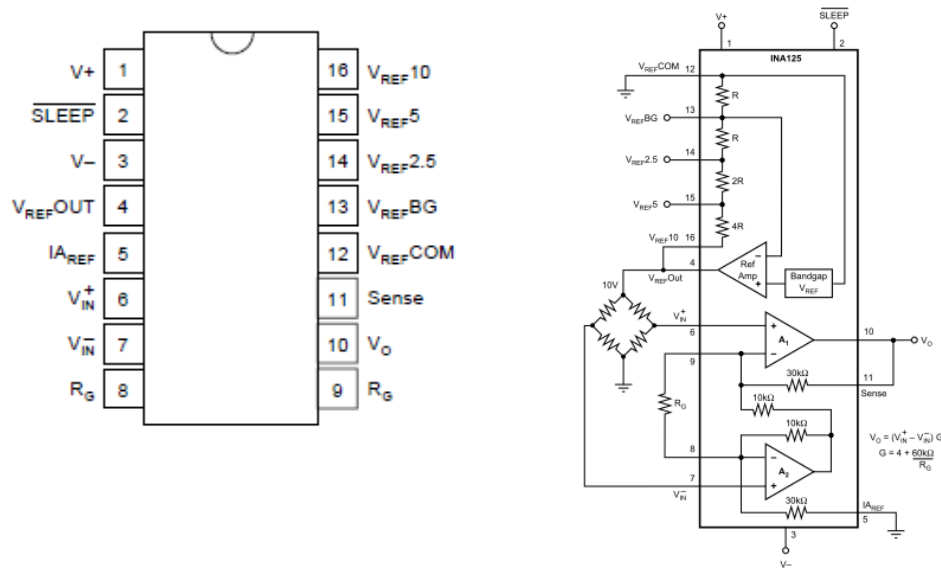 V+ 1 16 VREF10
SLEEP 2 15 VREF5
V– 3 14 VREF2.5
VREFOUT 4 13 VREFBG
IAREF 5 12 VREFCOM
V+IN 6 11 Sense
V–IN 7 10 VO
RG 8 9 RG
V+ SLEEP
1 2
INA125
VREFCOM 12
R
13
VREFBG
R
14
VREF2.5
2R
15
VREF5
4R
VREF10 16
4
VREFOut
Ref
Amp
– +
Bandgap
VREF
10V
V+IN
6
+
A1
–
10
VO
9
30kΩ
11
Sense
RG
10kΩ
10kΩ
VO = (V+IN – V–IN) G
G = 4 + 60kΩ
RG
8
–
A2
+
7
V–IN
30kΩ
IAREF
5
3
V–